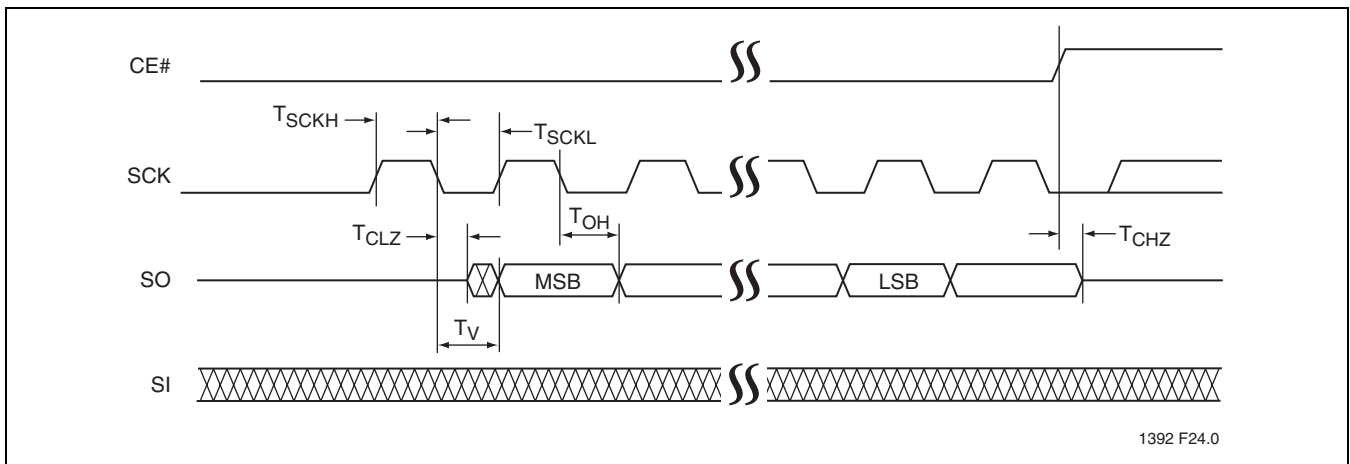 CE#
TSCKH
TSCKL
SCK
TOH
TCLZ
TCHZ
SO
MSB
LSB
TV
SI
1392 F24.0